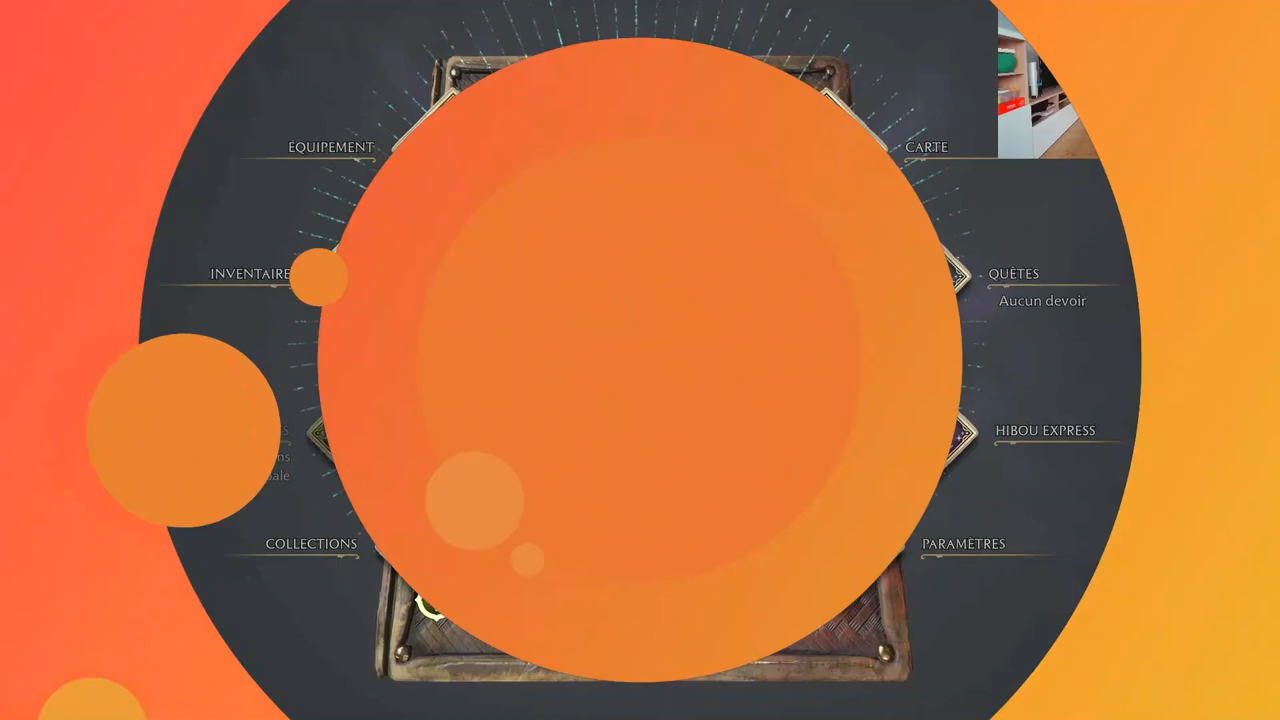 ÉQUIPEMENT
CARTE
INVENTAIRE
QUÊTES
Aucun devoir
HIBOU EXPRESS
COLLECTIONS
PARAMÈTRES